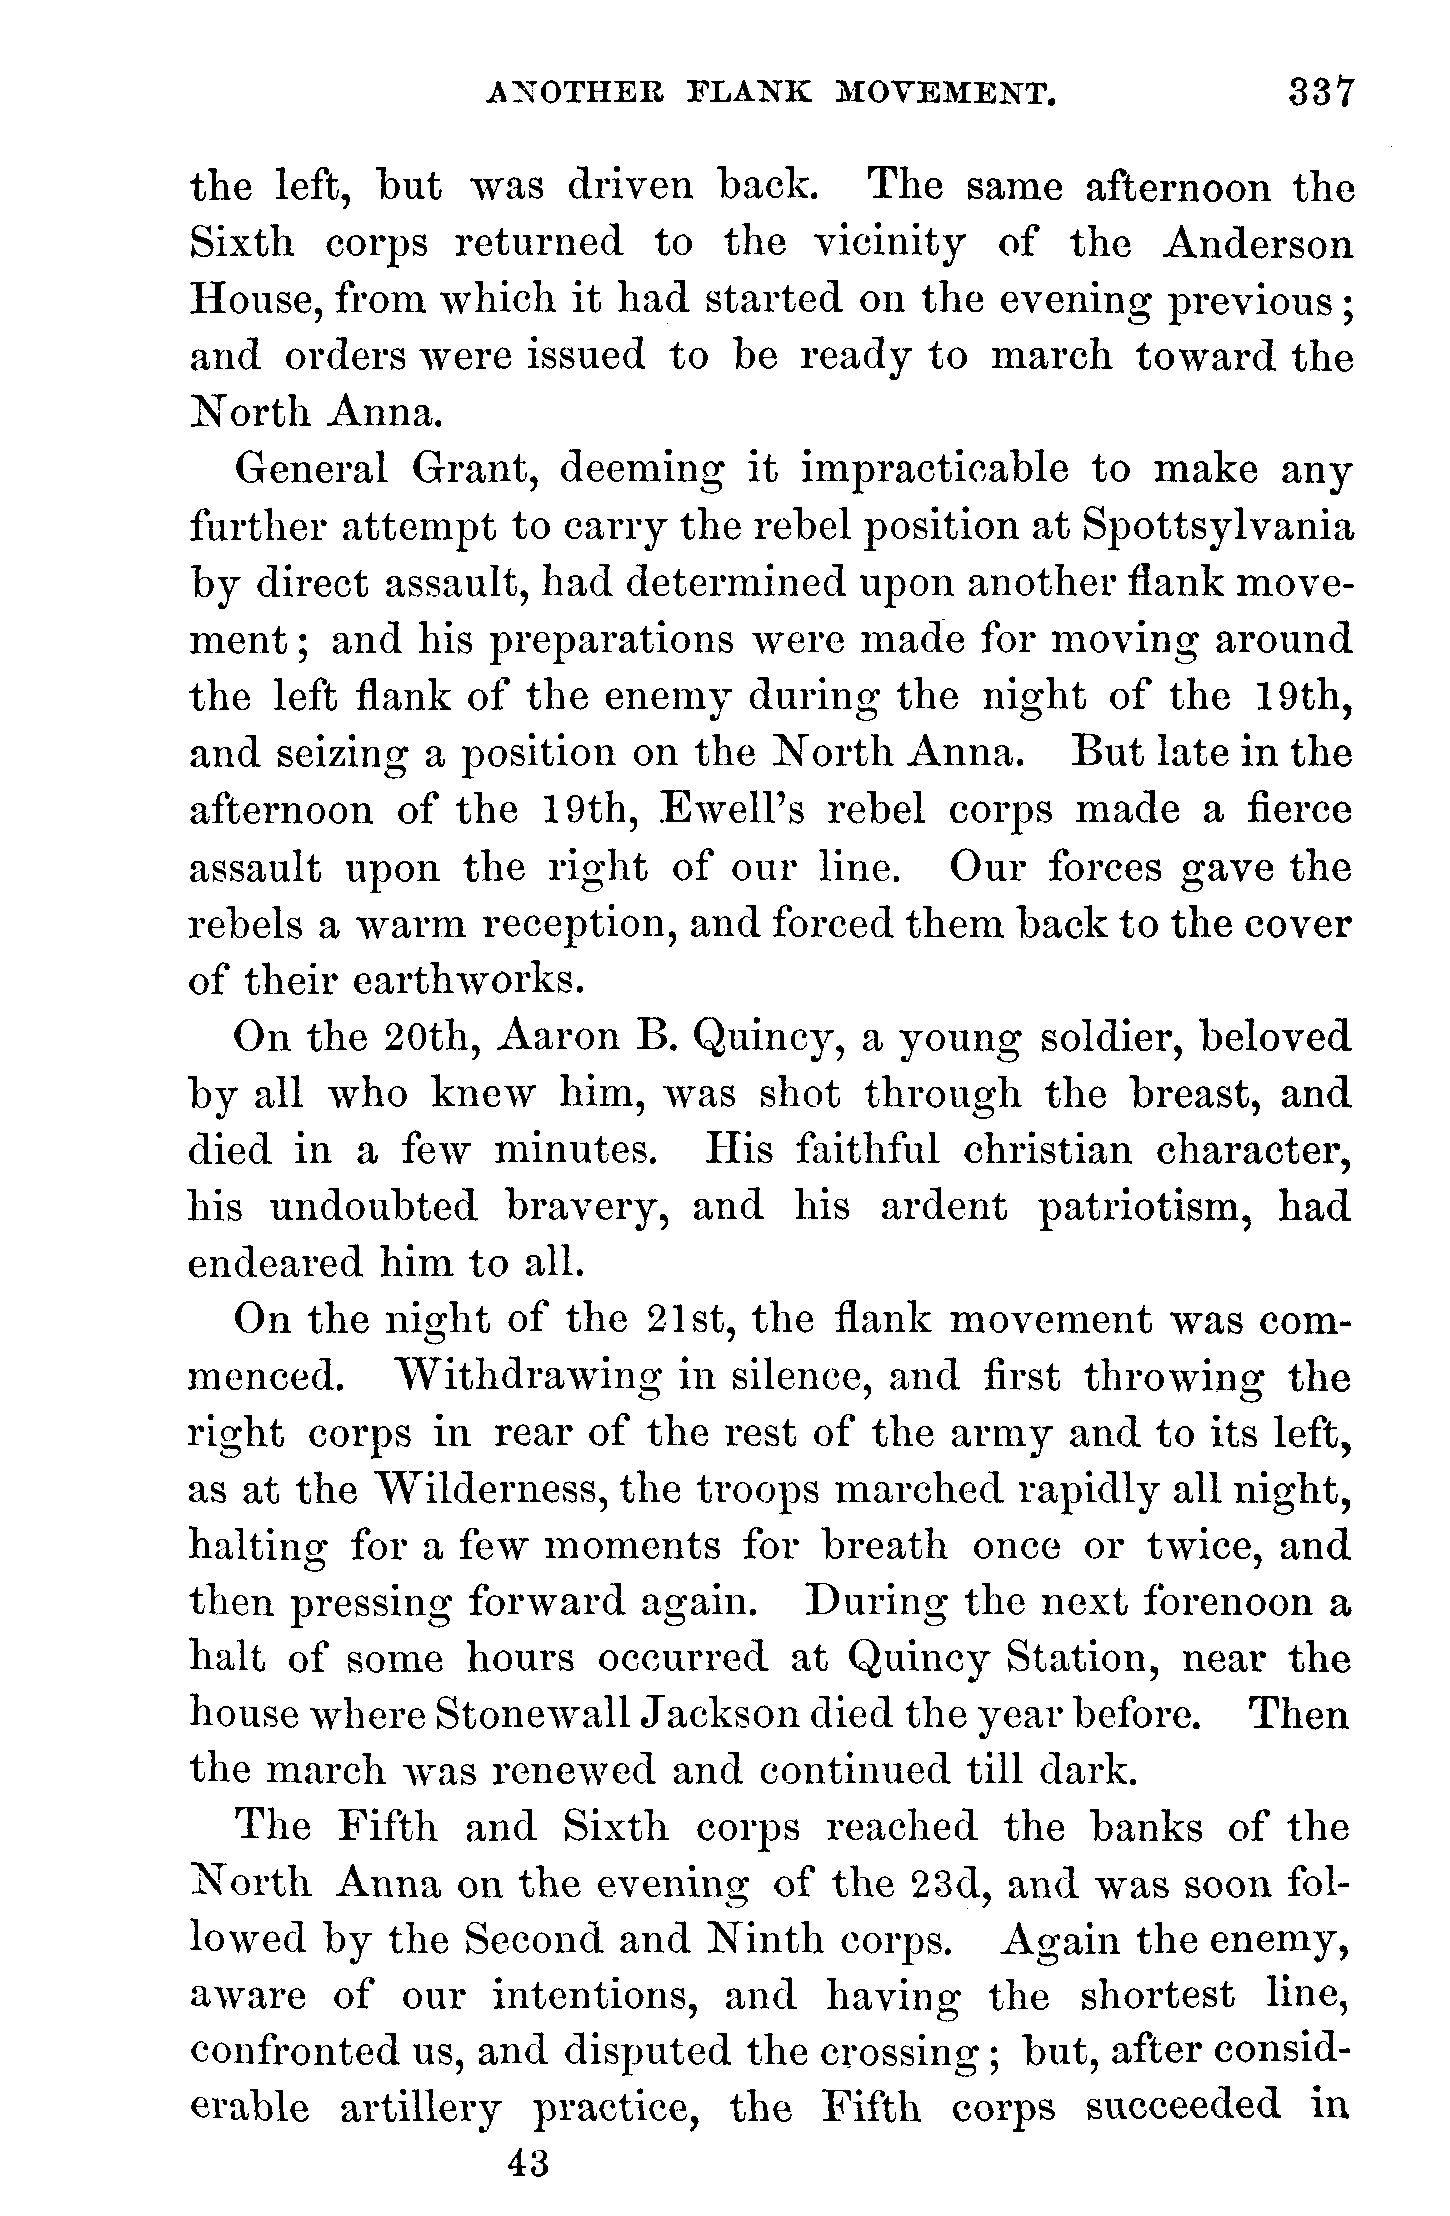 ANOTHER FLANK MOVEMENT. 337
the left, but was driven back. The same afternoon the
Sixth corps returned to the vicinity of the Anderson
House, from which it had started on the evening previous;
and orders were issued to be ready to march toward the
North Anna.
General Grant, deeming it impracticable to make any
further attempt to carry the rebel position at Spottsylvania
by direct assault, had determined upon another flank move-
ment; and his preparations were made for moving around
the left flank of the enemy during the night of the 19th,
and seizing a position on the North Anna. But late in the
afternoon of the 19th, Ewell's rebel corps made a fierce
assault upon the right of our line. Our forces gave the
rebels a warm reception, and forced them back to the cover
of their earthworks.
On the 20th, Aaron B. Quincy, a young soldier, beloved
by all who knew him, was shot through the breast, and
died in a few minutes. His faithful christian character,
his undoubted bravery, and his ardent patriotism, had
endeared him to all.
On the night of the 21st, the flank movement was com-
menced. Withdrawing in silence, and first throwing the
right corps in rear of the rest of the army and to its left,
as at the Wilderness, the troops marched rapidly all night,
halting for a few moments for breath once or twice, and
then pressing forward again. During the next forenoon a
halt of some hours occurred at Quincy Station, near the
house where Stonewall Jackson died the year before. Then
the march was renewed and continued till dark.
The Fifth and Sixth corps reached the banks of the
North Anna on the evening of the 23d, and was soon fol-
lowed by the Second and Ninth corps. Again the enemy,
aware of our intentions, and having the shortest line,
confronted us, and disputed the crossing; but, after consid-
erable artillery practice, the Fifth corps succeeded in
43